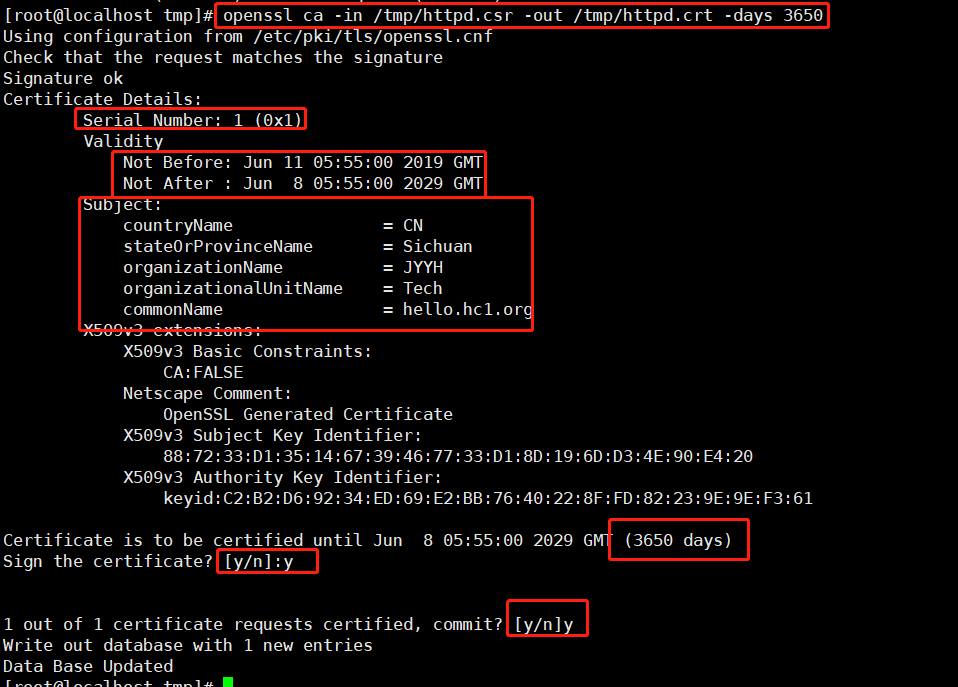 [root@localhost tmp]# openssl ca -in /tmp/httpd.csr -out /tmp/httpd.crt -days 3650
Using configuration from /etc/pki/tls/openssl.cnf
Check that the request matches the signature
Signature ok
Certificate Details:
        Serial Number: 1 (0x1)
        Validity
            Not Before: Jun 11 05:55:00 2019 GMT
            Not After : Jun  8 05:55:00 2029 GMT
        Subject:
            countryName               = CN
            stateOrProvinceName       = Sichuan
            organizationName          = JYYH
            organizationalUnitName    = Tech
            commonName                = hello.hc1.org
        X509v3 extensions:
            X509v3 Basic Constraints:
                CA:FALSE
            Netscape Comment:
                OpenSSL Generated Certificate
            X509v3 Subject Key Identifier:
                88:72:33:D1:35:14:67:39:46:77:33:D1:8D:19:6D:D3:4E:90:E4:20
            X509v3 Authority Key Identifier:
                keyid:C2:B2:D6:92:34:ED:69:E2:BB:76:40:22:8F:FD:82:23:9E:9E:F3:61
Certificate is to be certified until Jun  8 05:55:00 2029 GMT (3650 days)
Sign the certificate? [y/n]:y
1 out of 1 certificate requests certified, commit? [y/n]y
Write out database with 1 new entries
Data Base Updated
[root@localhost tmp]#